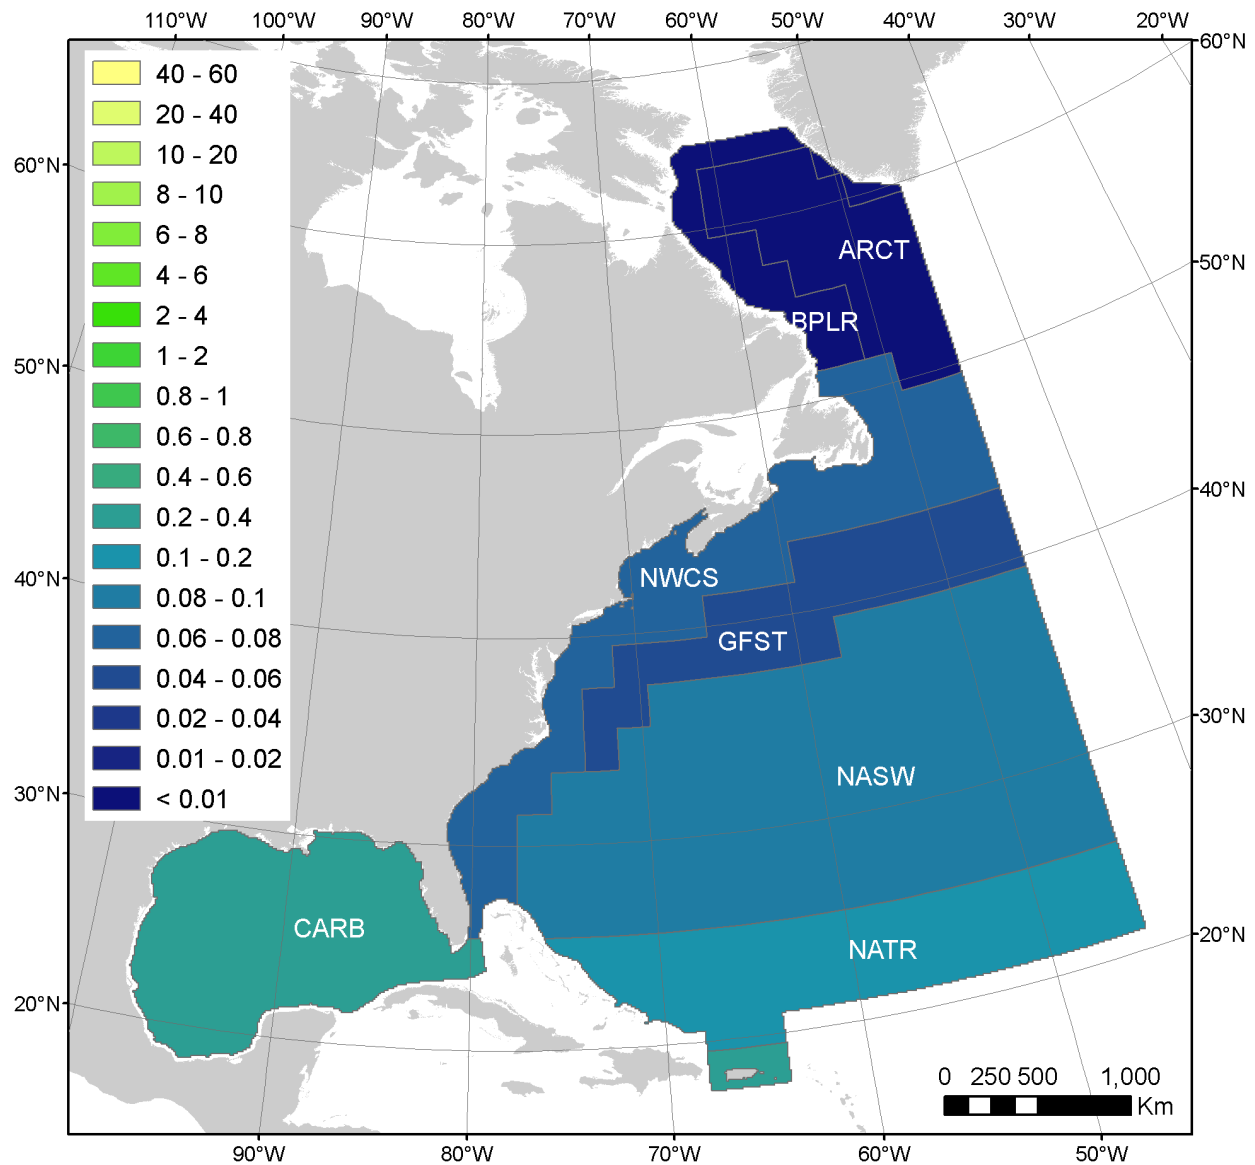 110°W 100°W 90°W 80°W 70°W 60°W 50°W 40°W 30°W 20°W
60°N
40 - 60
20 - 40
10 - 20
60°N
8 - 10
6 - 8
ARCT
50°N
4 - 6
2 - 4
BPLR
1 - 2
50°N
0.8 - 1
0.6 - 0.8
0.4 - 0.6
40°N
0.2 - 0.4
0.1 - 0.2
40°N
NWCS
0.08 - 0.1
0.06 - 0.08
GFST
0.04 - 0.06
0.02 - 0.04
30°N
0.01 - 0.02
NASW
30°N
< 0.01
CARB
20°N
NATR
20°N
0 250 500 1,000
Km
90°W 80°W 70°W 60°W 50°W